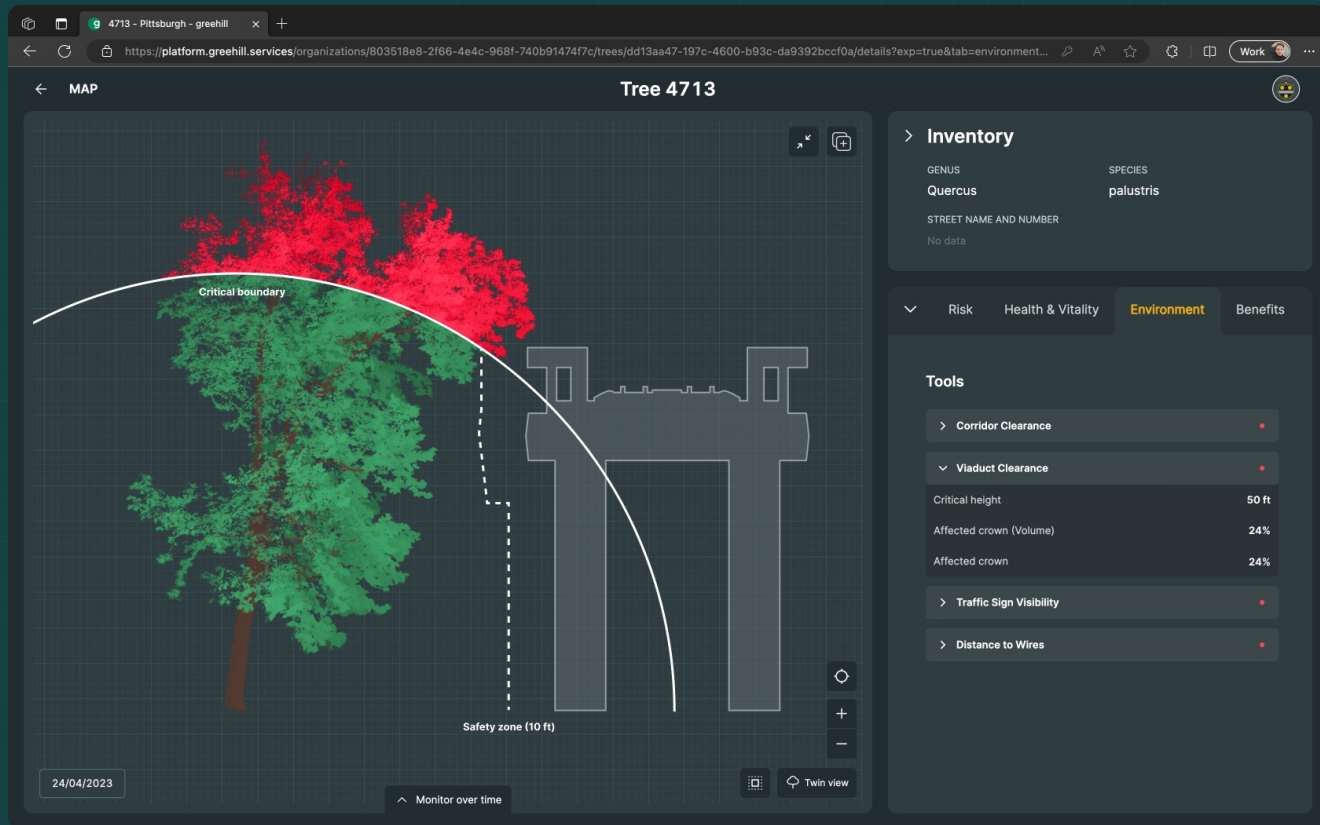 4713 - Pittsburgh - greehill
https://platform.greehill.services/organizations/803518e8-2f66-4e4c-968f-740b91474f7c/trees/dd13aa47-197c-4600-b93c-da9392bccf0a/details?exp=true&tab=environment...
Work
MAP
Tree 4713
Critical boundary
Safety zone (10 ft)
24/04/2023
Monitor over time
Twin view
Inventory
GENUS SPECIES
Quercus palustris
STREET NAME AND NUMBER
No data
Risk Health & Vitality Environment Benefits
Tools
Corridor Clearance
Viaduct Clearance
Critical height 50 ft
Affected crown (Volume) 24%
Affected crown 24%
Traffic Sign Visibility
Distance to Wires